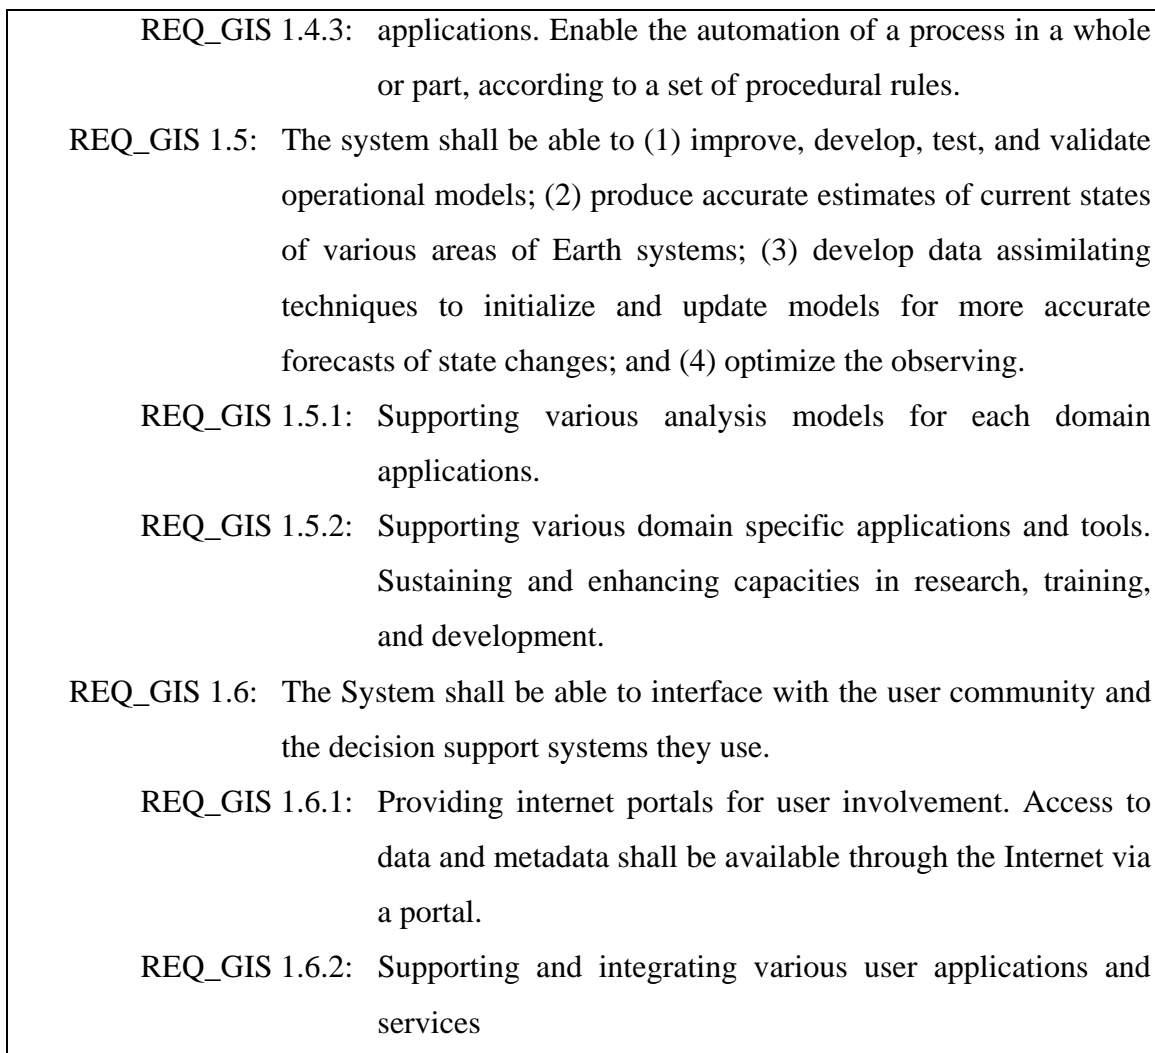 REQ_GIS 1.4.3: applications. Enable the automation of a process in a whole
or part, according to a set of procedural rules.
REQ_GIS 1.5: The system shall be able to (1) improve, develop, test, and validate
operational models; (2) produce accurate estimates of current states
of various areas of Earth systems; (3) develop data assimilating
techniques to initialize and update models for more accurate
forecasts of state changes; and (4) optimize the observing.
REQ_GIS 1.5.1: Supporting various analysis models for each domain
applications.
REQ_GIS 1.5.2: Supporting various domain specific applications and tools.
Sustaining and enhancing capacities in research, training,
and development.
REQ_GIS 1.6: The System shall be able to interface with the user community and
the decision support systems they use.
REQ_GIS 1.6.1: Providing internet portals for user involvement. Access to
data and metadata shall be available through the Internet via
a portal.
REQ_GIS 1.6.2: Supporting and integrating various user applications and
services